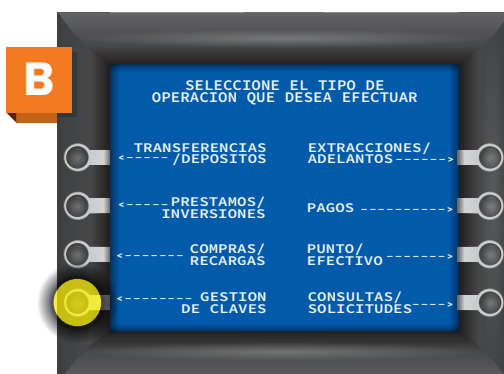 B
SELECCIONE EL TIPO DE
OPERACION QUE DESEA EFECTUAR
TRANSFERENCIAS
/DEPOSITOS
EXTRACCIONES/
ADELANTOS
PRESTAMOS/
INVERSIONES
PAGOS
COMPRAS/
RECARGAS
PUNTO/
EFECTIVO
GESTION
DE CLAVES
CONSULTAS/
SOLICITUDES